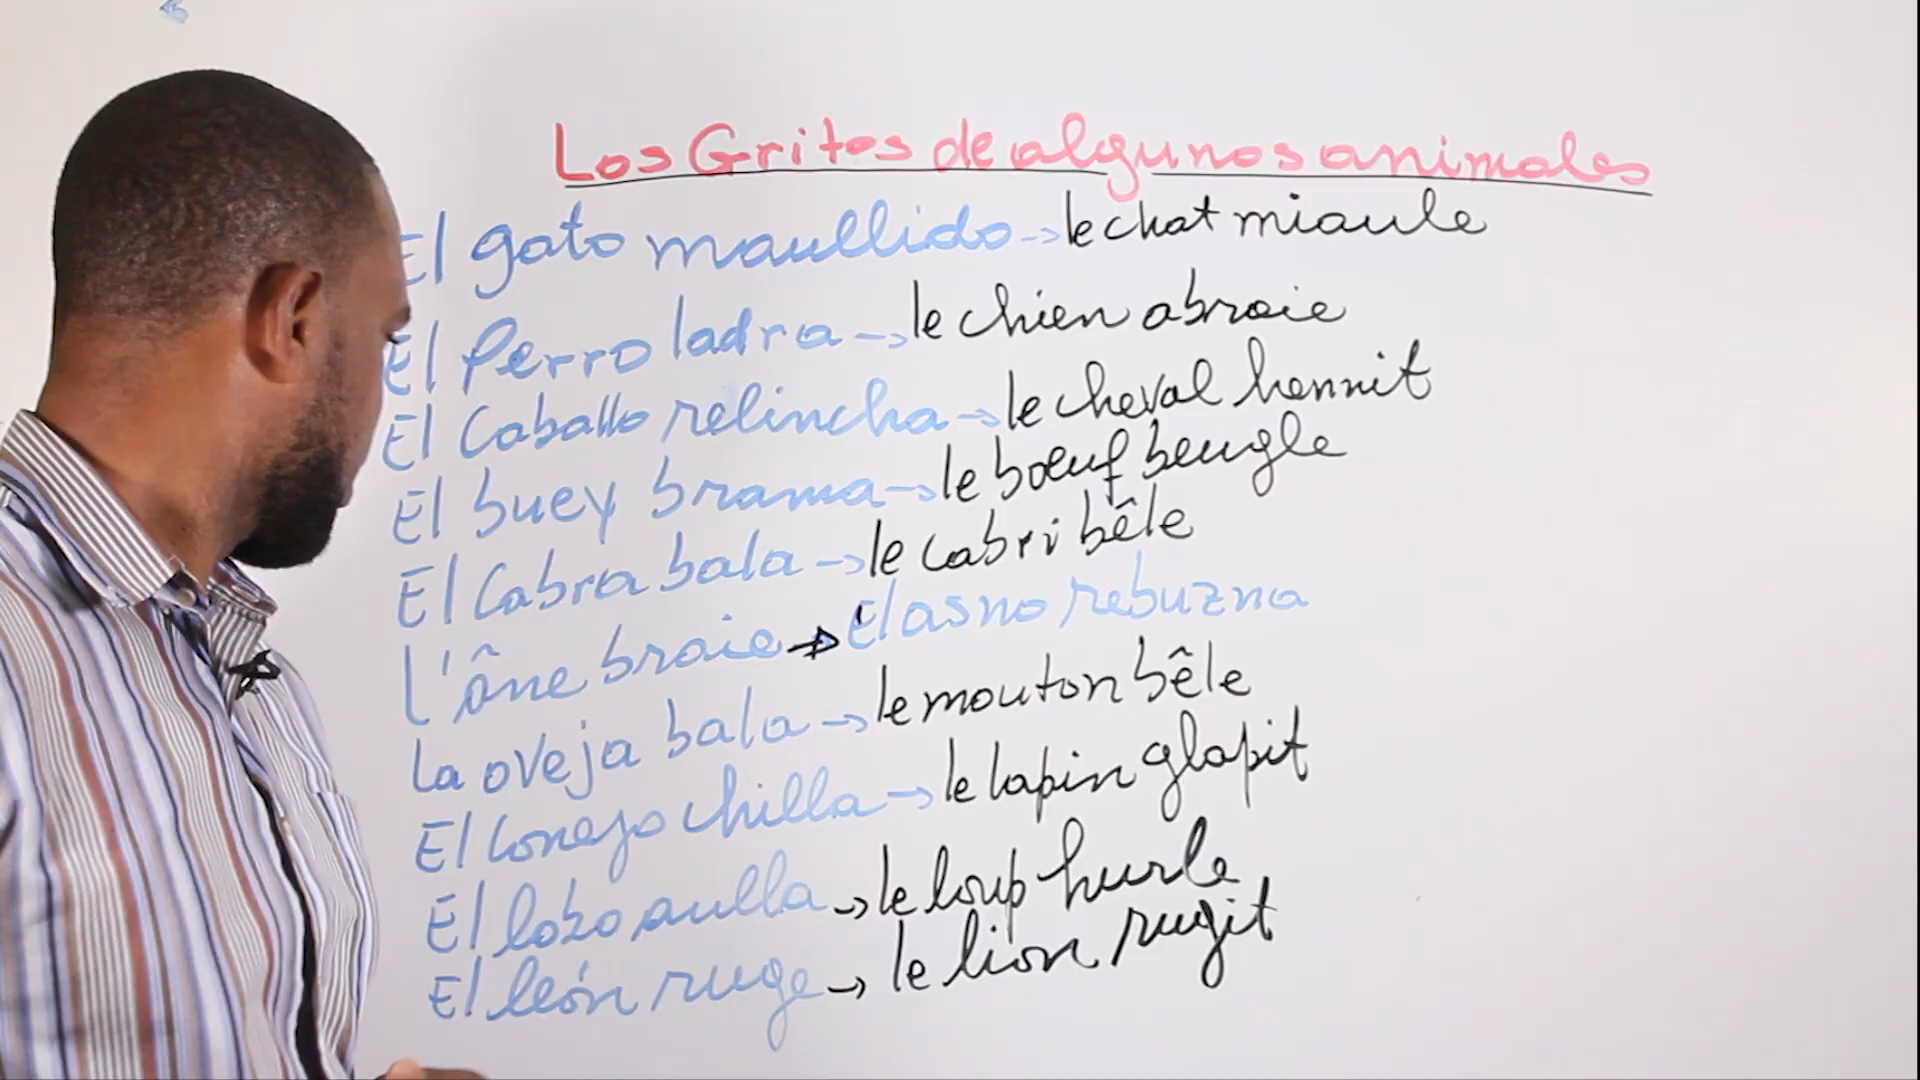 Los Gritos de algunos animales
El gato maullido -> le chat miaule
El Perro ladra -> le chien abroie
El Caballo relincha -> le cheval hennit
El buey brama -> le bœuf beugle
El Cabra bala -> le cabri bêle
L'âne braie -> El asno rebuzna
La oveja bala -> le mouton bêle
El Conejo chilla -> le lapin glapit
El lobo aulla -> le loup hurle
El león ruge -> le lion rugit